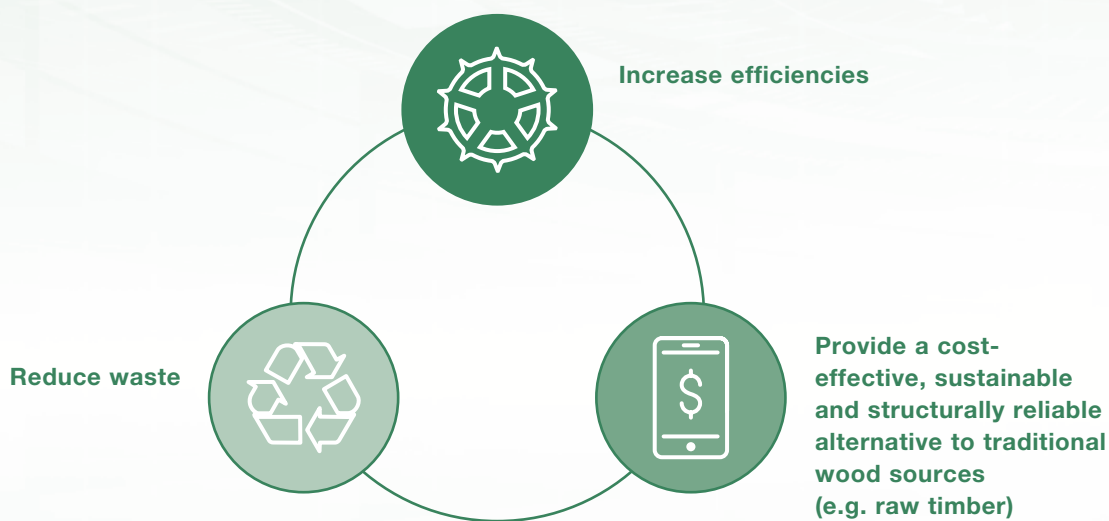 Increase efficiencies
Reduce waste
Provide a cost-
effective, sustainable
and structurally reliable
alternative to traditional
wood sources
(e.g. raw timber)
$